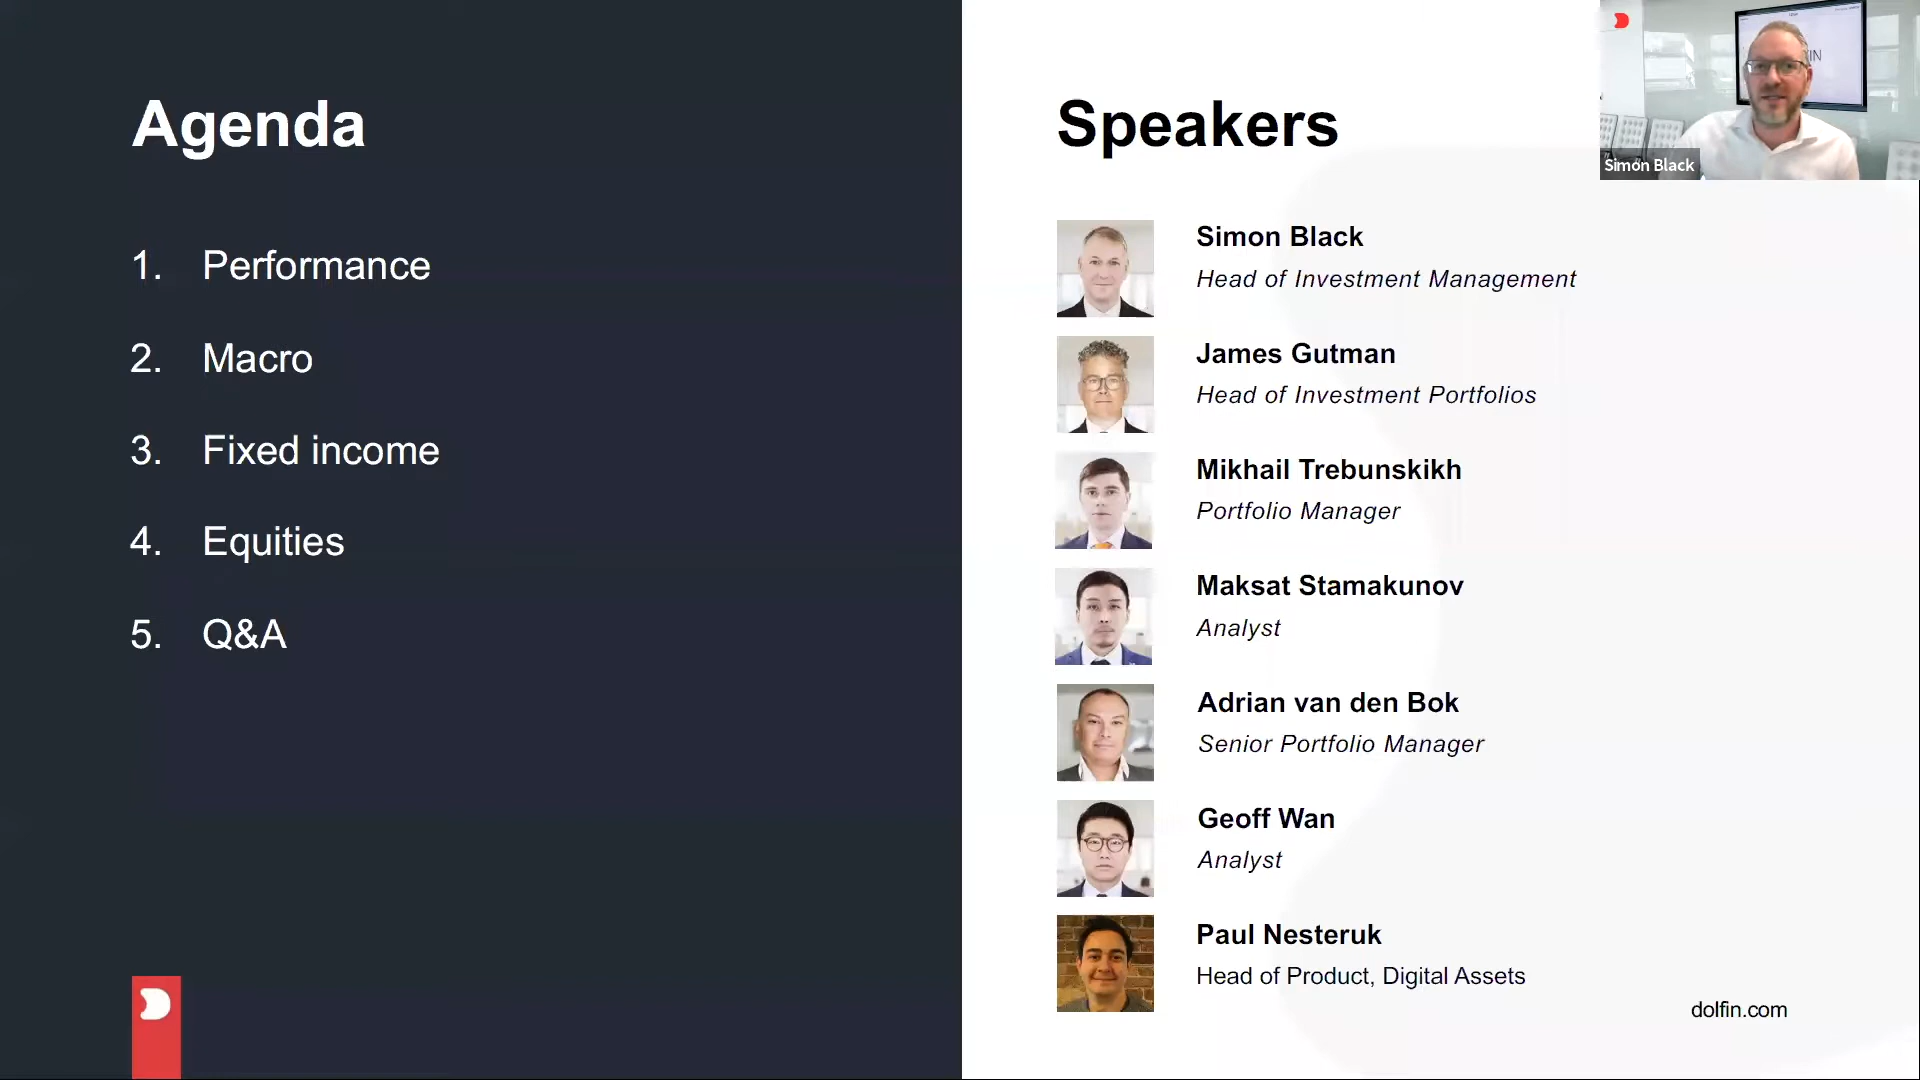 Agenda
1. Performance
2. Macro
3. Fixed income
4. Equities
5. Q&A
Speakers
Simon Black
Head of Investment Management
James Gutman
Head of Investment Portfolios
Mikhail Trebunskikh
Portfolio Manager
Maksat Stamakunov
Analyst
Adrian van den Bok
Senior Portfolio Manager
Geoff Wan
Analyst
Paul Nesteruk
Head of Product, Digital Assets
dolfin.com
IN
Simon Black